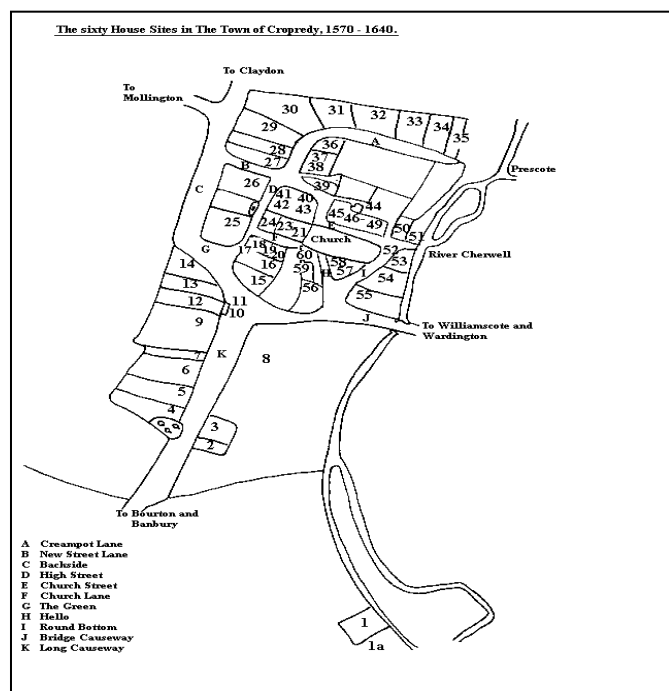 The sixty House Sites in The Town of Cropredy, 1570 - 1640.
To Claydon
To
Mollington
30
31
32
33
34
35
29
28
27
36
37
38
A
B
Prescote
C
26
D
39
41
40
42
43
44
45
46
49
50
51
25
24
23
21
E
F
Church
52
River Cherwell
G
17
18
19
20
60
59
58
57
H
I
53
54
14
13
12
16
15
56
55
11
10
J
To Williamscote and
Wardington
9
K
8
7
6
5
4
3
2
To Bourton and
Banbury
A Creampot Lane
B New Street Lane
C Backside
D High Street
E Church Street
F Church Lane
G The Green
H Hello
I Round Bottom
J Bridge Causeway
K Long Causeway
1
1a